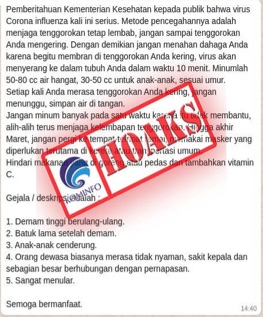 Pemberitahuan Kementerian Kesehatan kepada publik bahwa virus
Corona influenza kali ini serius. Metode pencegahannya adalah
menjaga tenggorokan tetap lembab, jangan sampai tenggorokan
Anda mengering. Dengan demikian jangan menahan dahaga Anda
karena begitu membran di tenggorokan Anda kering, virus akan
menyerang ke dalam tubuh Anda dalam waktu 10 menit. Minumlah
50-80 cc air hangat, 30-50 cc untuk anak-anak, sesuai umur.
Setiap kali Anda merasa tenggorokan Anda kering, jangan
menunggu, simpan air di tangan.
Jangan minum banyak pada satu waktu karena tidak membantu,
alih-alih terus menjaga kelembapan tenggorokan hingga akhir
Maret, jangan pergi ke tempat memakai masker yang
diperlukan terutama di umum.
Hindari makanan goreng atau pedas dan tambahkan vitamin
C.
HOAKS
KOMINFO
Gejala / deskripsi adalah :
1. Demam tinggi berulang-ulang.
2. Batuk lama setelah demam.
3. Anak-anak cenderung.
4. Orang dewasa biasanya merasa tidak nyaman, sakit kepala dan
sebagian besar berhubungan dengan pernapasan.
5. Sangat menular.
Semoga bermanfaat.
14:40